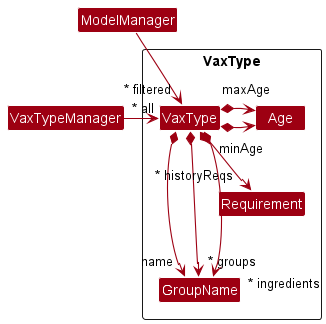 ModelManager
VaxType
* filtered
maxAge
* all
VaxTypeManager
VaxType
Age
minAge
* historyReqs
Requirement
name
* groups
GroupName
* ingredients